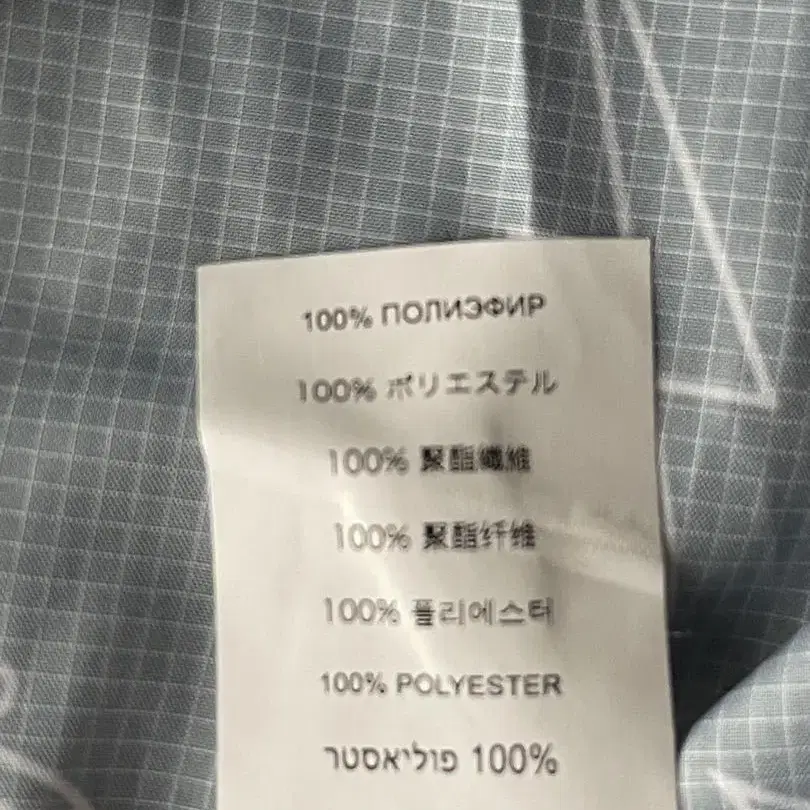 100% ПОЛИЭФИР
100% ポリエステル
100% 聚酯纖維
100% 聚酯纤维
100% 폴리에스터
100% POLYESTER
100% פוליאסטר